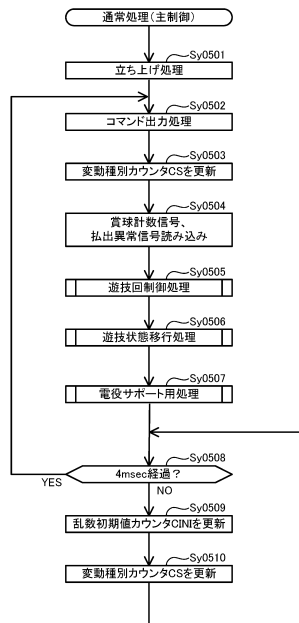 通常処理(主制御)
Sy0501
立ち上げ処理
Sy0502
コマンド出力処理
Sy0503
変動種別カウンタCSを更新
Sy0504
賞球計数信号、
払出異常信号読み込み
Sy0505
遊技回制御処理
Sy0506
遊技状態移行処理
Sy0507
電役サポート用処理
Sy0508
4msec経過?
YES
NO
Sy0509
乱数初期値カウンタCINIを更新
Sy0510
変動種別カウンタCSを更新